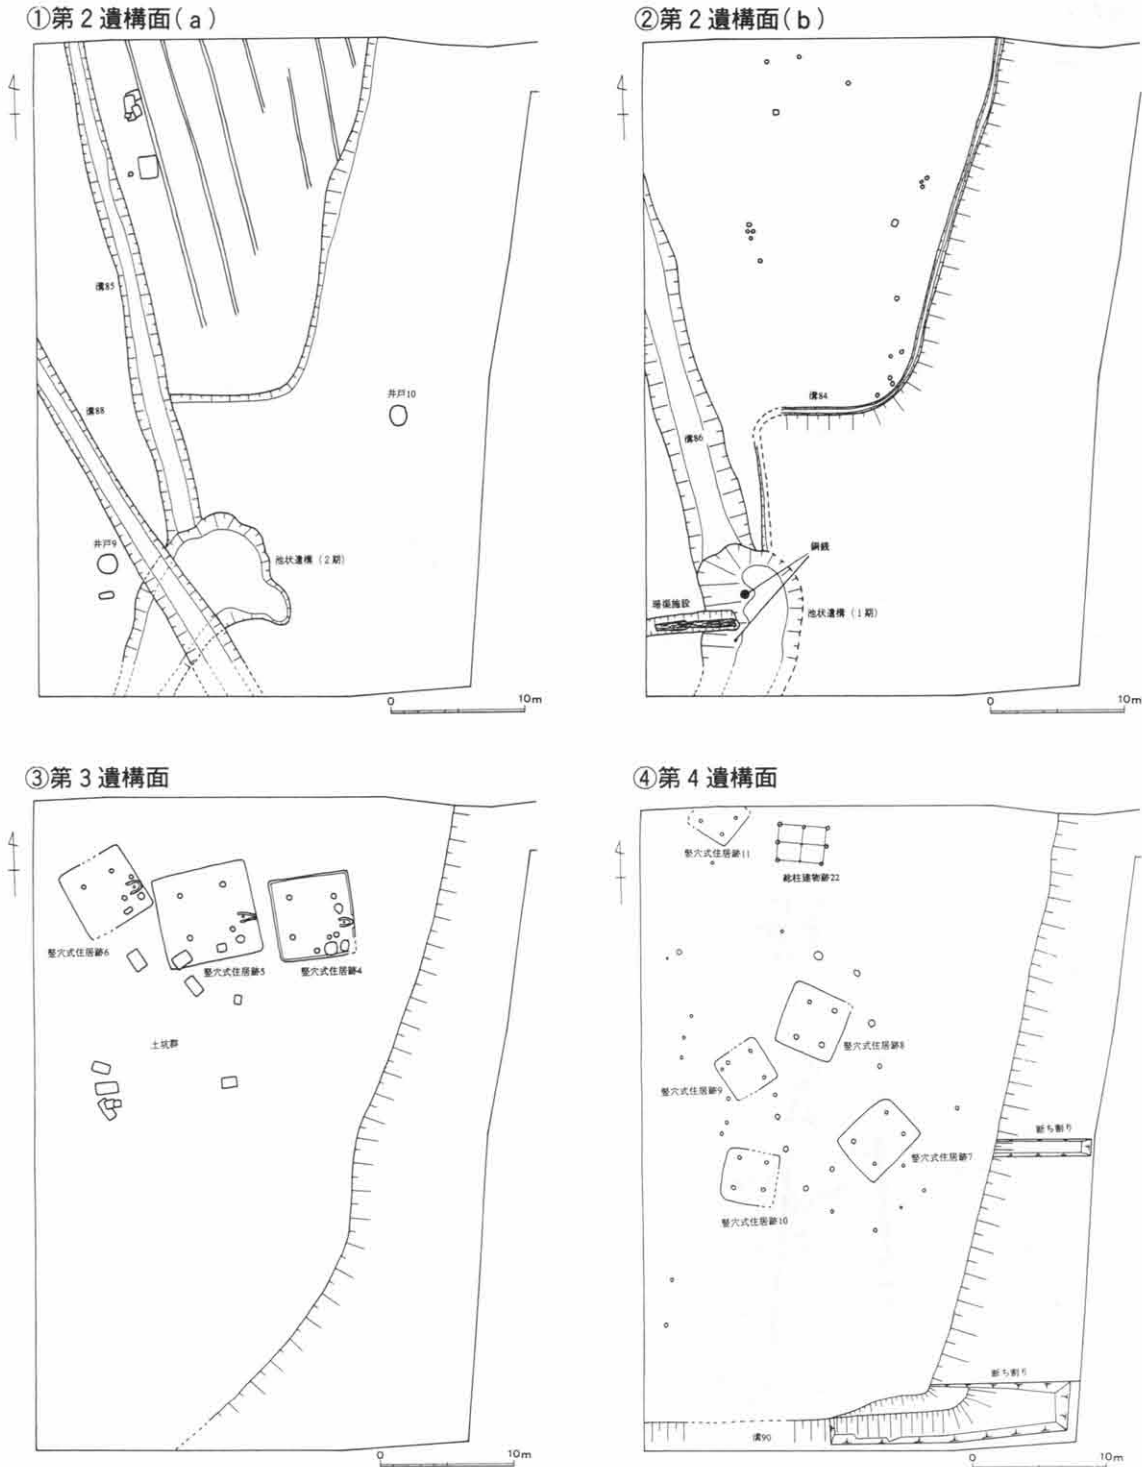 ①第2遺構面(a)
溝85
溝88
井戸10
井戸9
池状遺構(2期)
0 10m
②第2遺構面(b)
溝84
溝86
銅銭
堰堤施設
池状遺構(1期)
0 10m
③第3遺構面
竪穴式住居跡6
竪穴式住居跡5
竪穴式住居跡4
土坑群
0 10m
④第4遺構面
竪穴式住居跡11
総柱建物跡22
竪穴式住居跡8
竪穴式住居跡9
竪穴式住居跡7
断ち割り
竪穴式住居跡10
断ち割り
溝90
0 10m